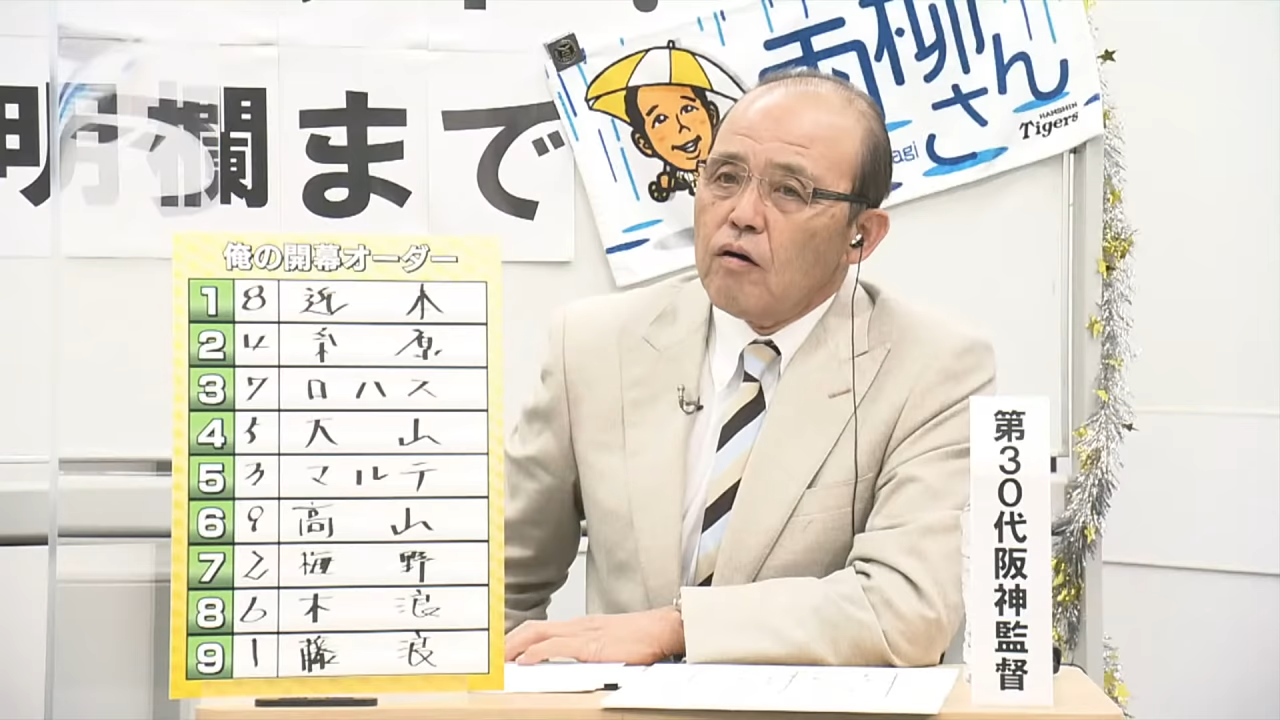 明欄まで
雨柳さん
agi
HANSHIN
Tigers
俺の開幕オーダー
1 8 近本
2 4 糸原
3 7 ロハス
4 5 大山
5 3 マルテ
6 9 高山
7 2 梅野
8 6 木浪
9 1 藤浪
第30代阪神監督